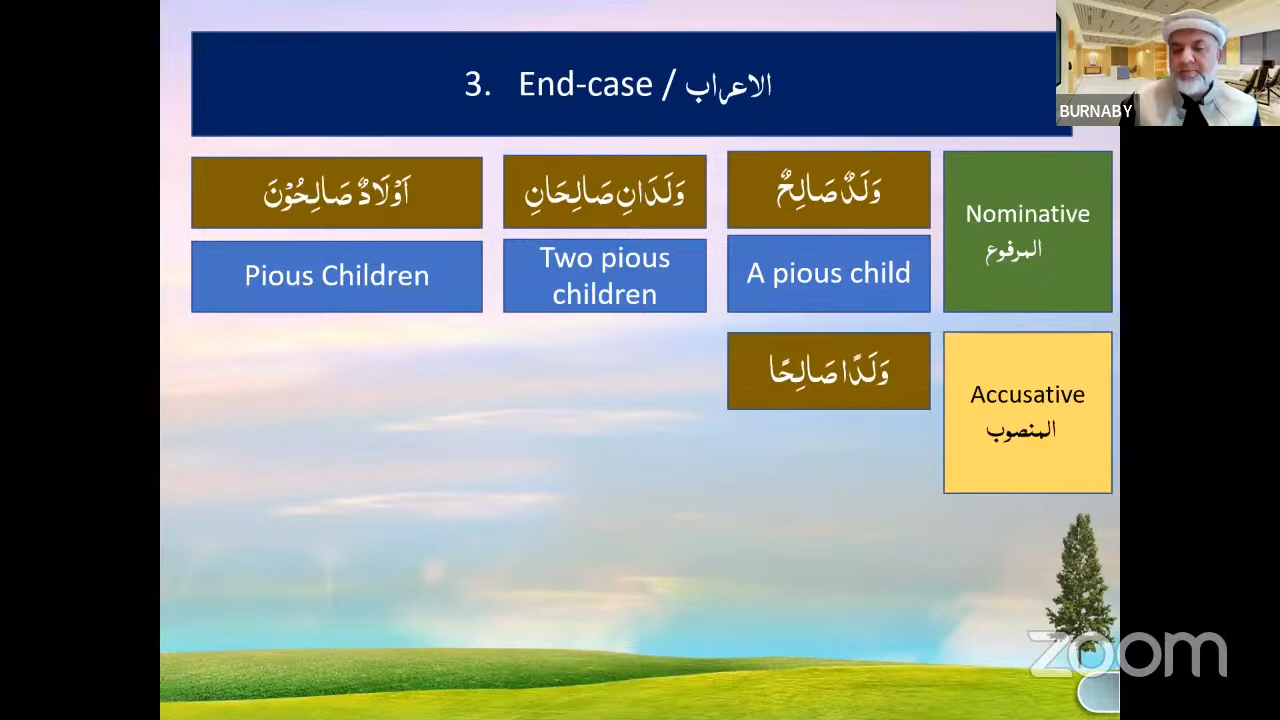 3. End-case / الاعراب
BURNABY
وَلَدٌ صَالِحٌ
وَلَدَانِ صَالِحَانِ
اَوْلَادٌ صَالِحُوْنَ
Nominative
المرفوع
A pious child
Two pious
children
Pious Children
وَلَدًا صَالِحًا
Accusative
المنصوب
zoom